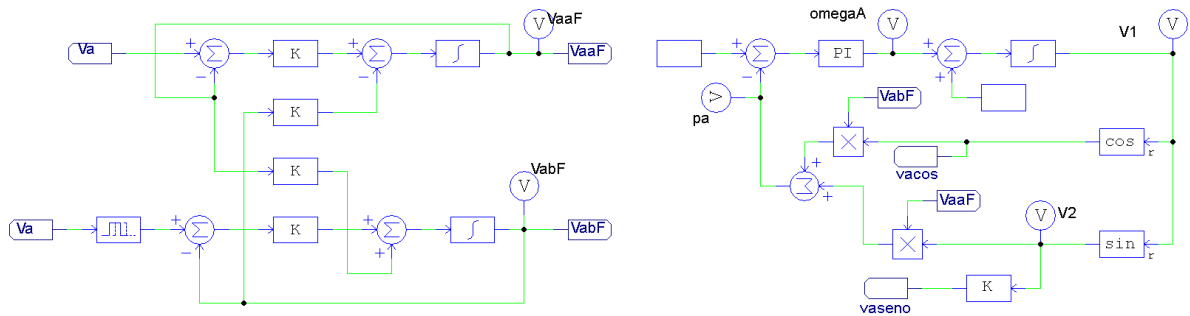 Va
K
V
VaaF
VaaF
K
K
VabF
V
Va
K
VabF
omegaA
V
PI
V1
V
V
pa
VabF
cos
r
vacos
VaaF
V2
V
sin
r
K
vaseno